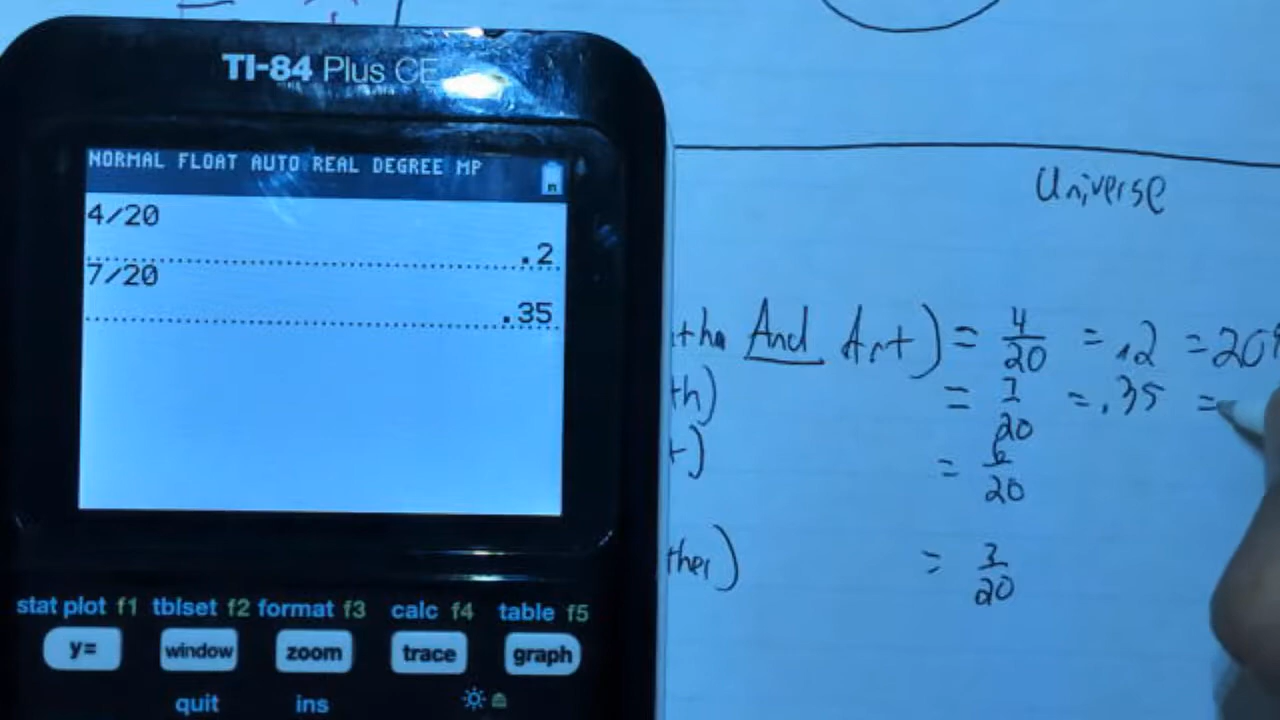 TI-84 Plus CE
NORMAL FLOAT AUTO REAL DEGREE MP
4/20
.2
7/20
.35
Universe
And Art) = 4/20 = .2 = 20%
th) = 7/20 = .35 =
t) = 6/20
ther) = 3/20
stat plot f1 tblset f2 format f3 calc f4 table f5
y= window zoom trace graph
quit ins